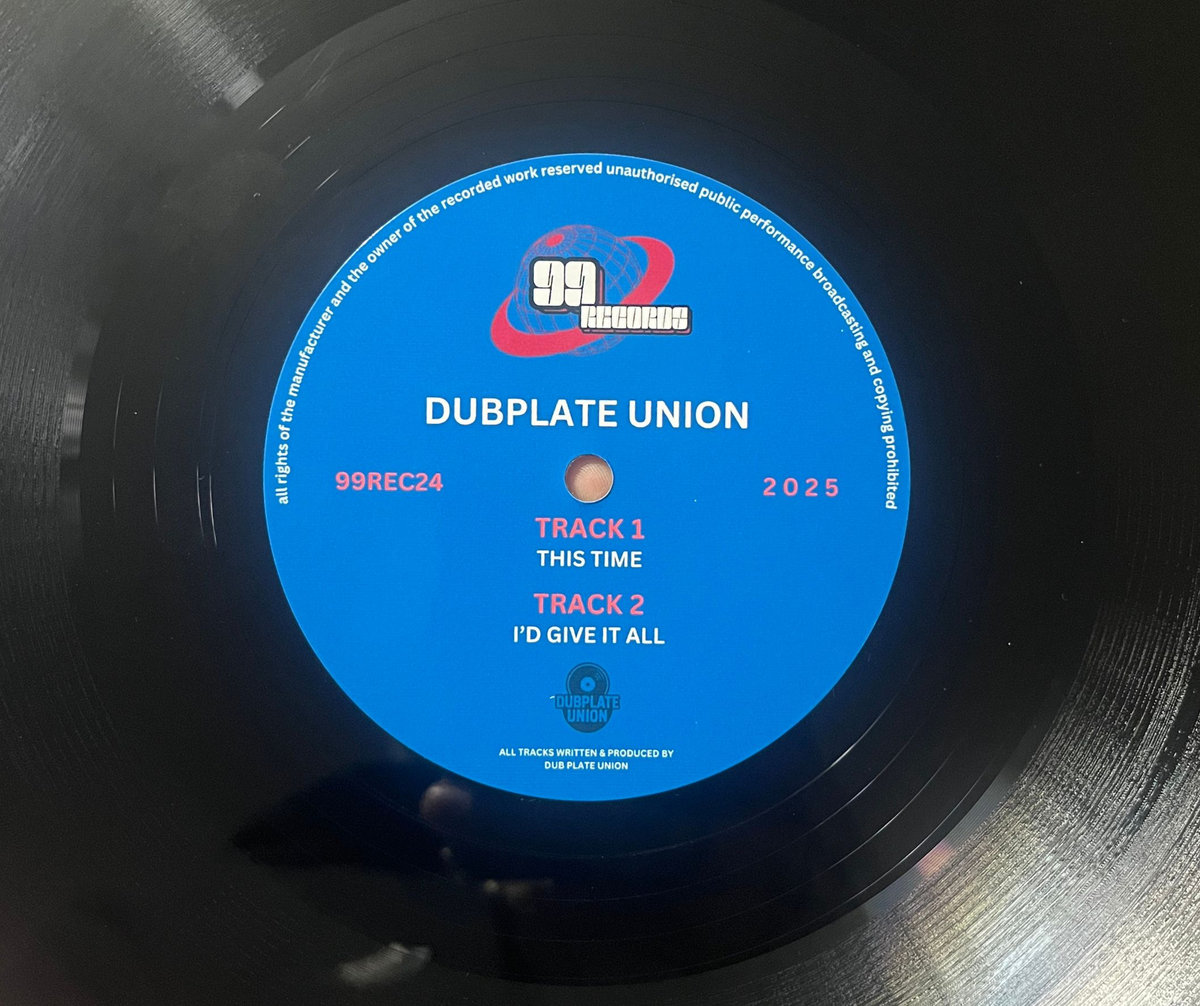 all rights of the manufacturer and the owner of the recorded work reserved unauthorised public performance broadcasting and copying prohibited
99
RECORDS
DUBPLATE UNION
99REC24
2025
TRACK 1
THIS TIME
TRACK 2
I'D GIVE IT ALL
DUBPLATE
UNION
ALL TRACKS WRITTEN & PRODUCED BY
DUB PLATE UNION